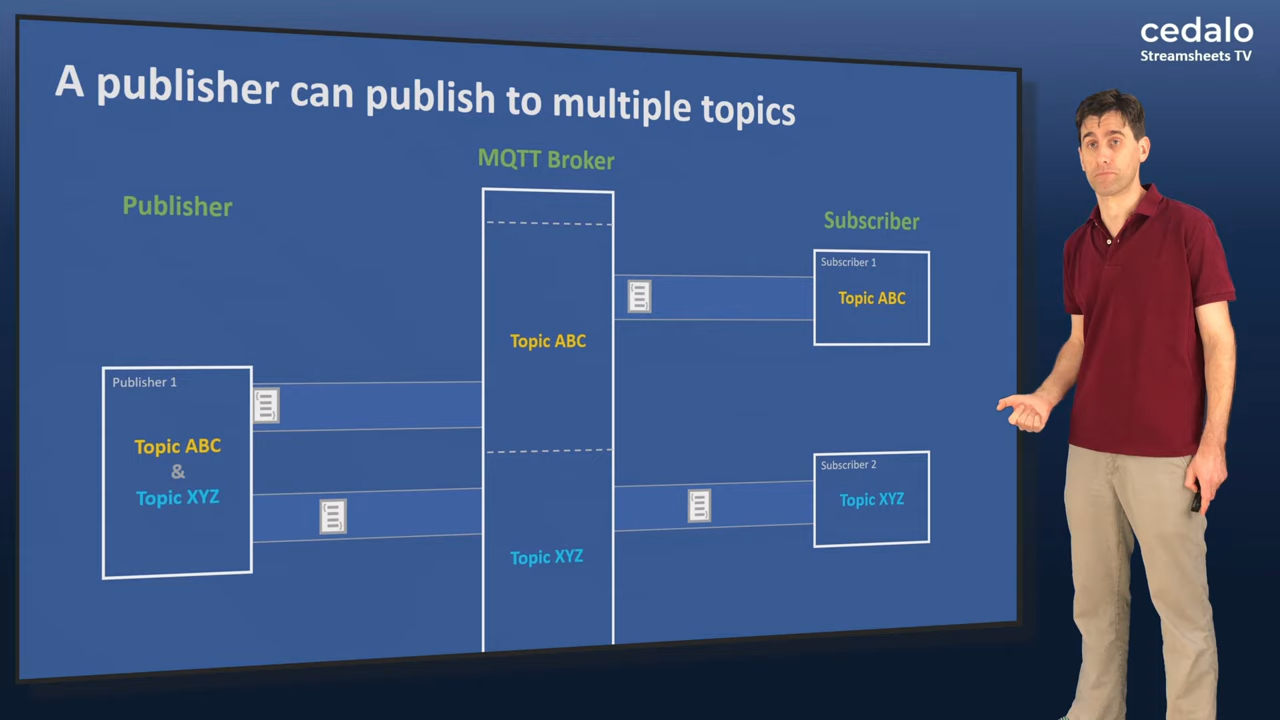 cedalo
Streamsheets TV
A publisher can publish to multiple topics
MQTT Broker
Publisher
Subscriber
Subscriber 1
Topic ABC
Topic ABC
Publisher 1
Topic ABC
&
Topic XYZ
Subscriber 2
Topic XYZ
Topic XYZ